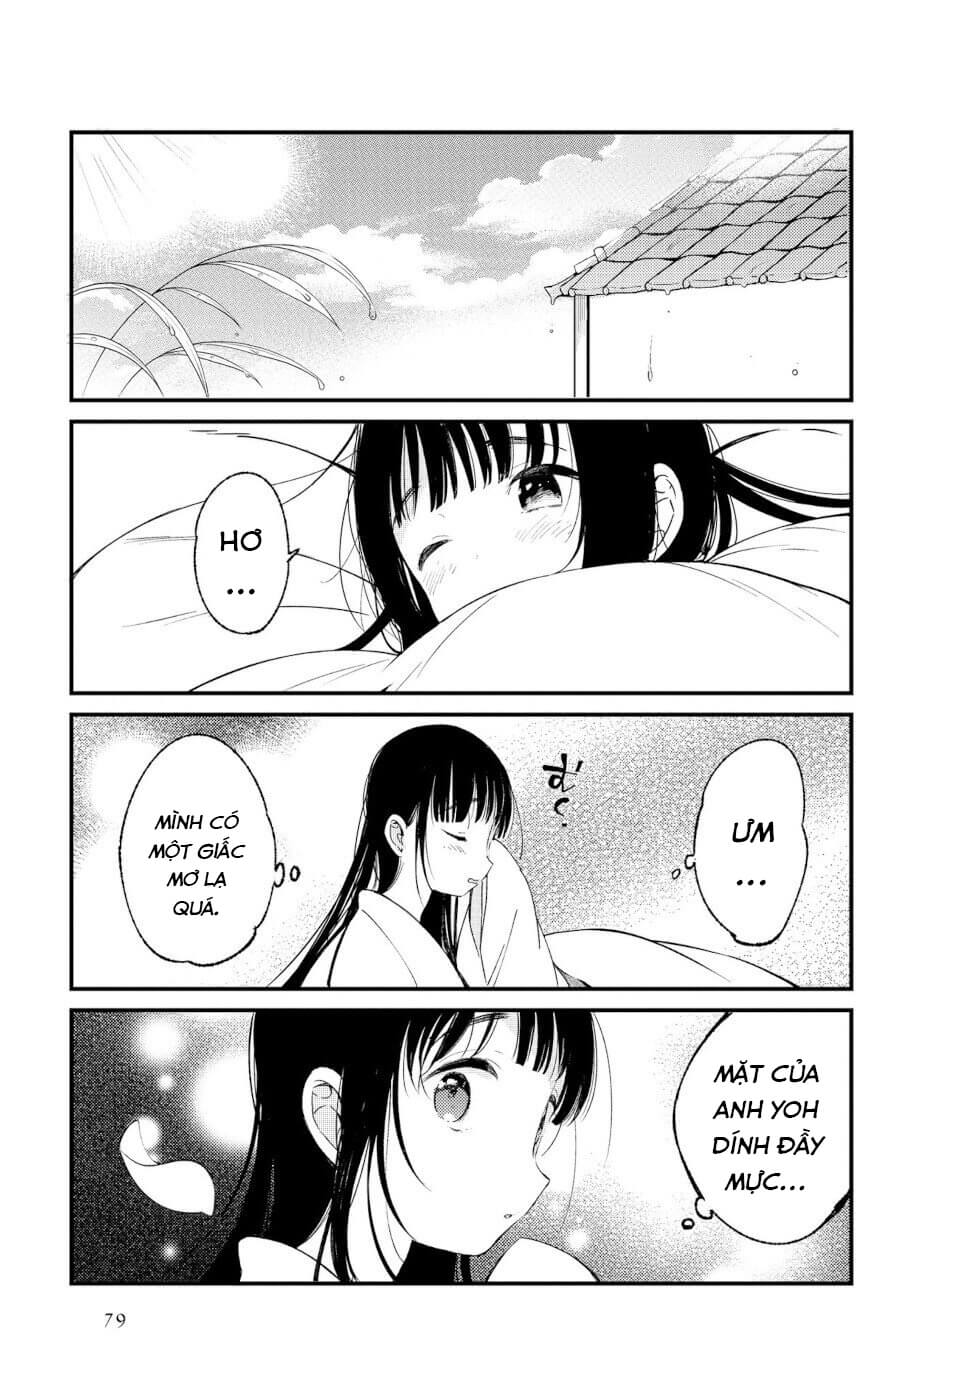 HƠ
...
ƯM
...
MÌNH CÓ
MỘT GIẤC
MƠ LẠ
QUÁ.
MẶT CỦA
ANH YOH
DÍNH ĐẦY
MỰC...
79